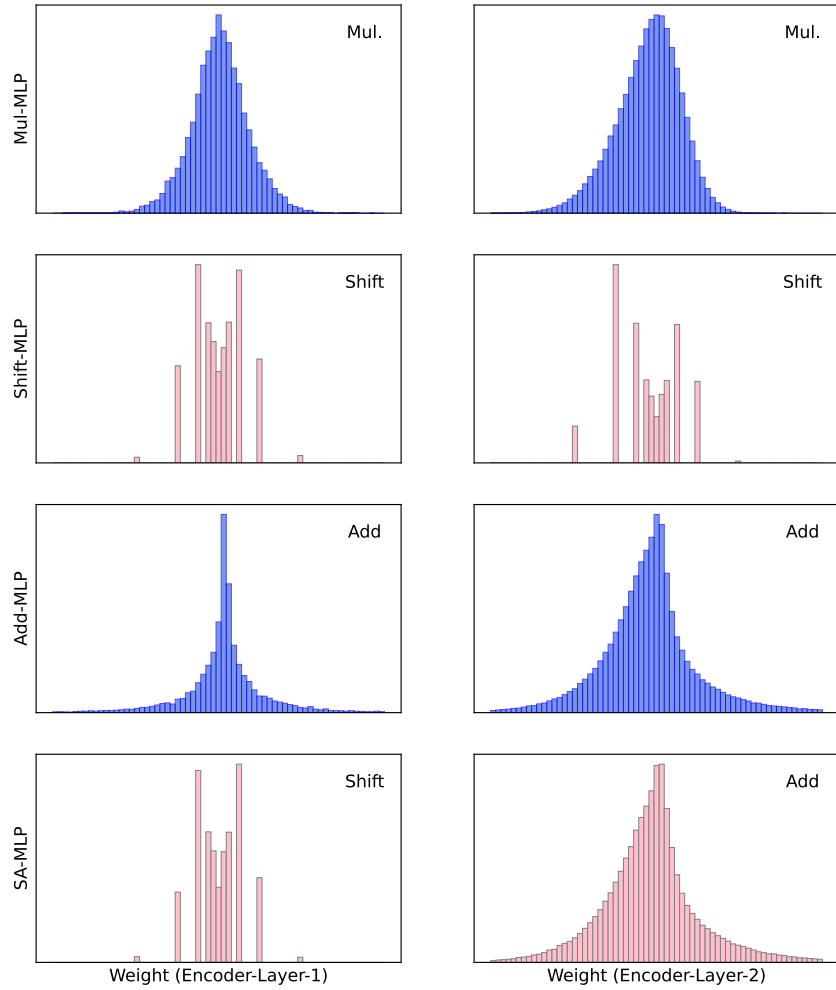 Mul-MLP
Mul.
Mul.
Shift-MLP
Shift
Shift
Add-MLP
Add
Add
SA-MLP
Shift
Add
Weight (Encoder-Layer-1)
Weight (Encoder-Layer-2)